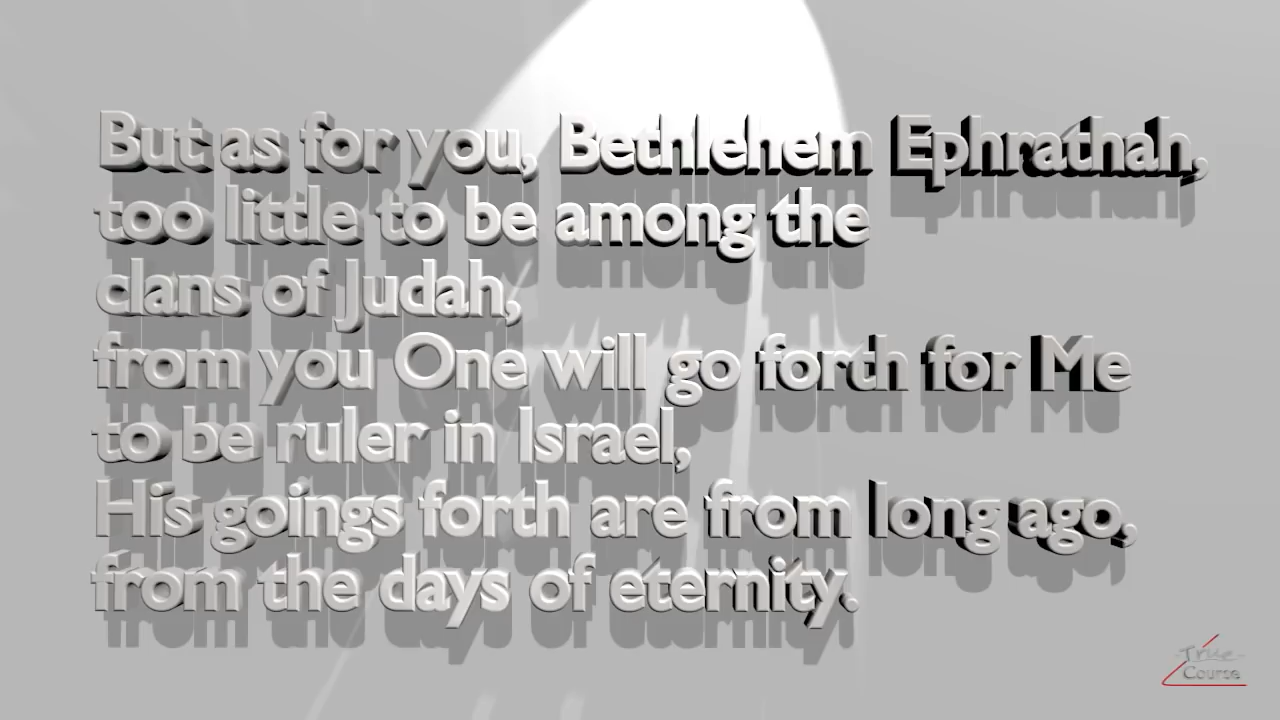 But as for you, Bethlehem Ephrathah,
too little to be among the
clans of Judah,
from you One will go forth for Me
to be ruler in Israel,
His goings forth are from long ago,
from the days of eternity.
True
Course